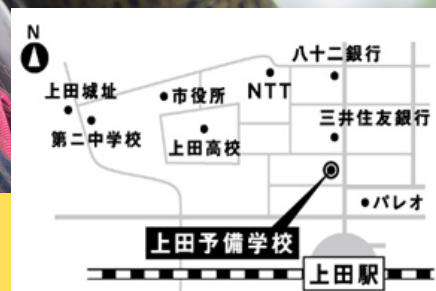 N
八十二銀行
上田城址
市役所
NTT
第二中学校
上田高校
三井住友銀行
パレオ
上田予備学校
上田駅